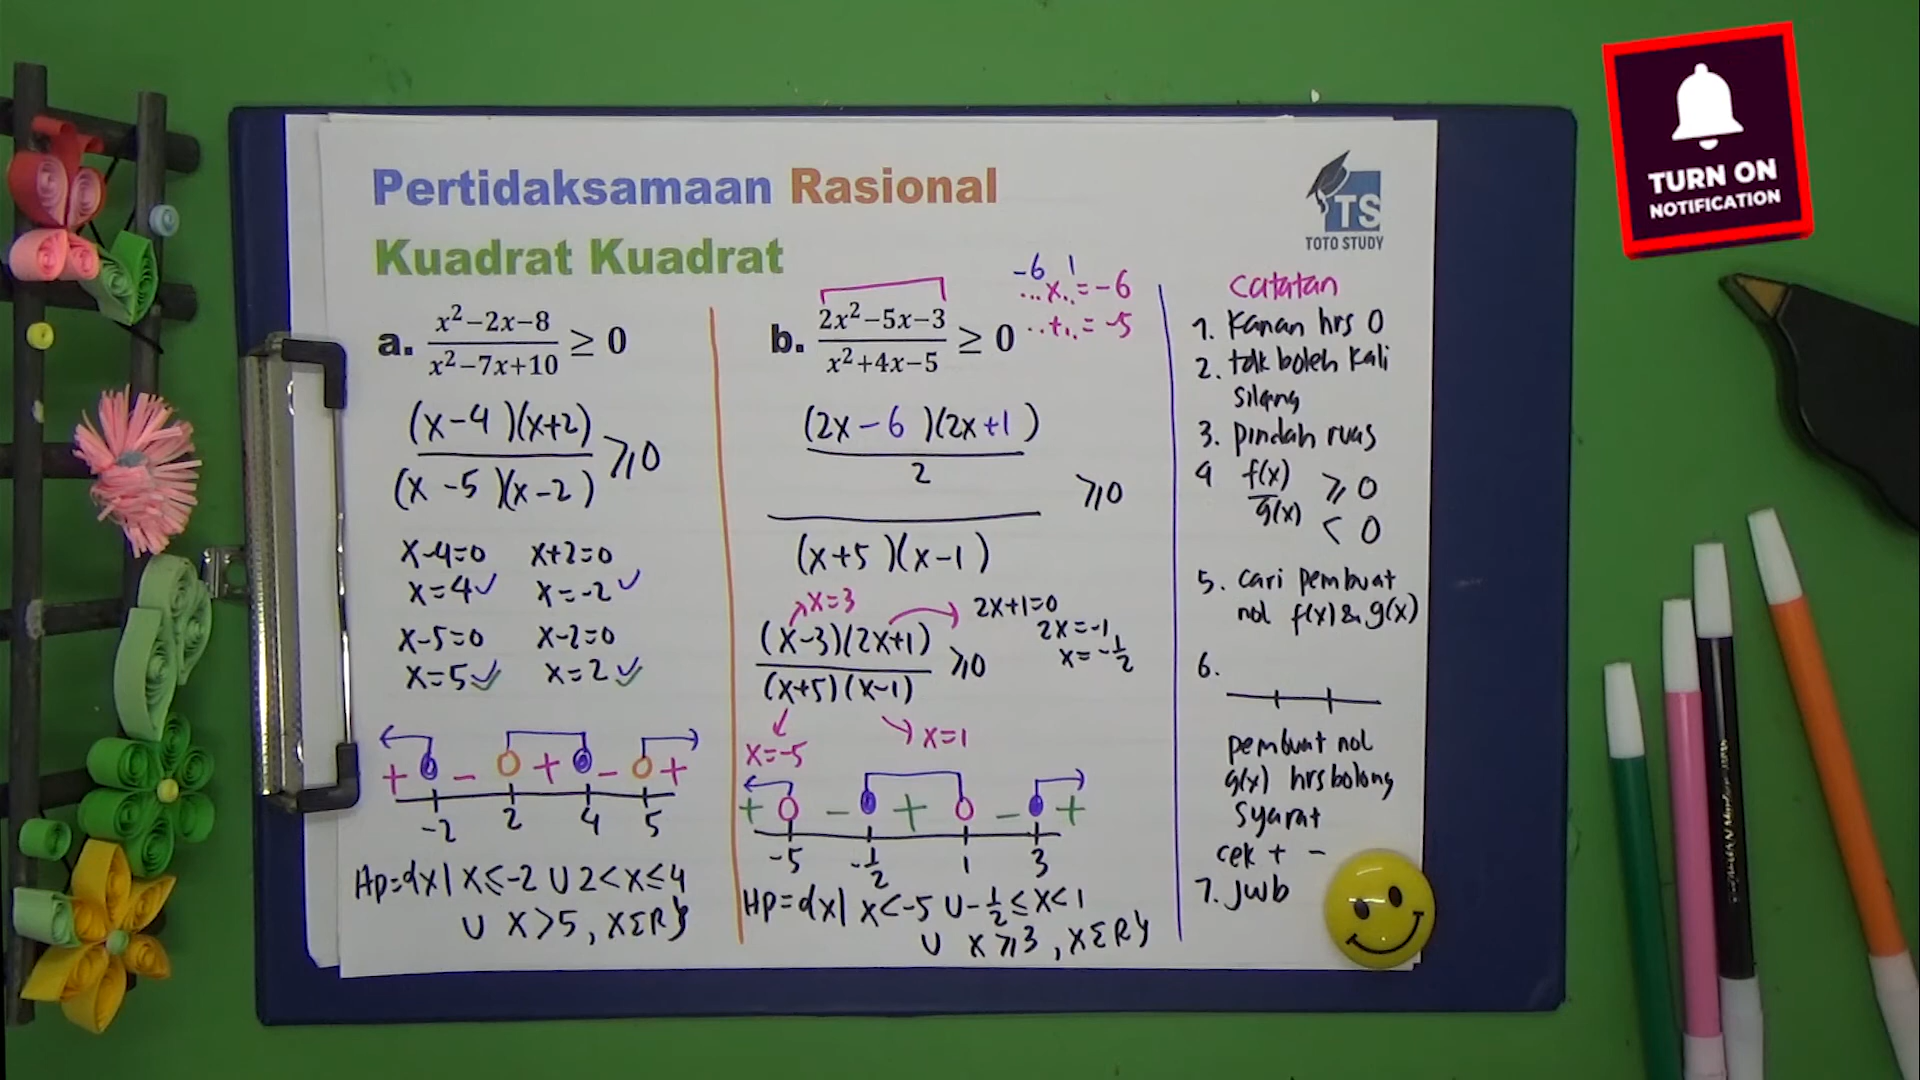 Pertidaksamaan Rasional
Kuadrat Kuadrat
TS
TOTO STUDY
TURN ON
NOTIFICATION
a. x²−2x−8 / x²−7x+10 ≥ 0
(x−4)(x+2)
(x−5)(x−2) ≥0
x−4=0 x+2=0
x=4✓ x=−2✓
x−5=0 x−2=0
x=5✓ x=2✓
+ − + − +
−2 2 4 5
Hp={x| x≤−2 ∪ 2<x≤4
∪ x>5, x∈R}
−6 1
...x..=−6
..+..=−5
b. 2x²−5x−3 / x²+4x−5 ≥ 0
(2x−6)(2x+1)
2
≥0
(x+5)(x−1)
x=3
2x+1=0
2x=−1
x=−1/2
(x−3)(2x+1)
(x+5)(x−1) ≥0
x=−5 x=1
+ − + − +
−5 −1/2 1 3
Hp={x| x<−5 ∪ −1/2≤x<1
∪ x≥3, x∈R}
catatan
1. Kanan hrs 0
2. tdk boleh kali
silang
3. pindah ruas
4 f(x)/g(x) ≥ 0
< 0
5. cari pembuat
nol f(x) & g(x)
6.
pembuat nol
g(x) hrs bolong
syarat
cek + −
7. jwb